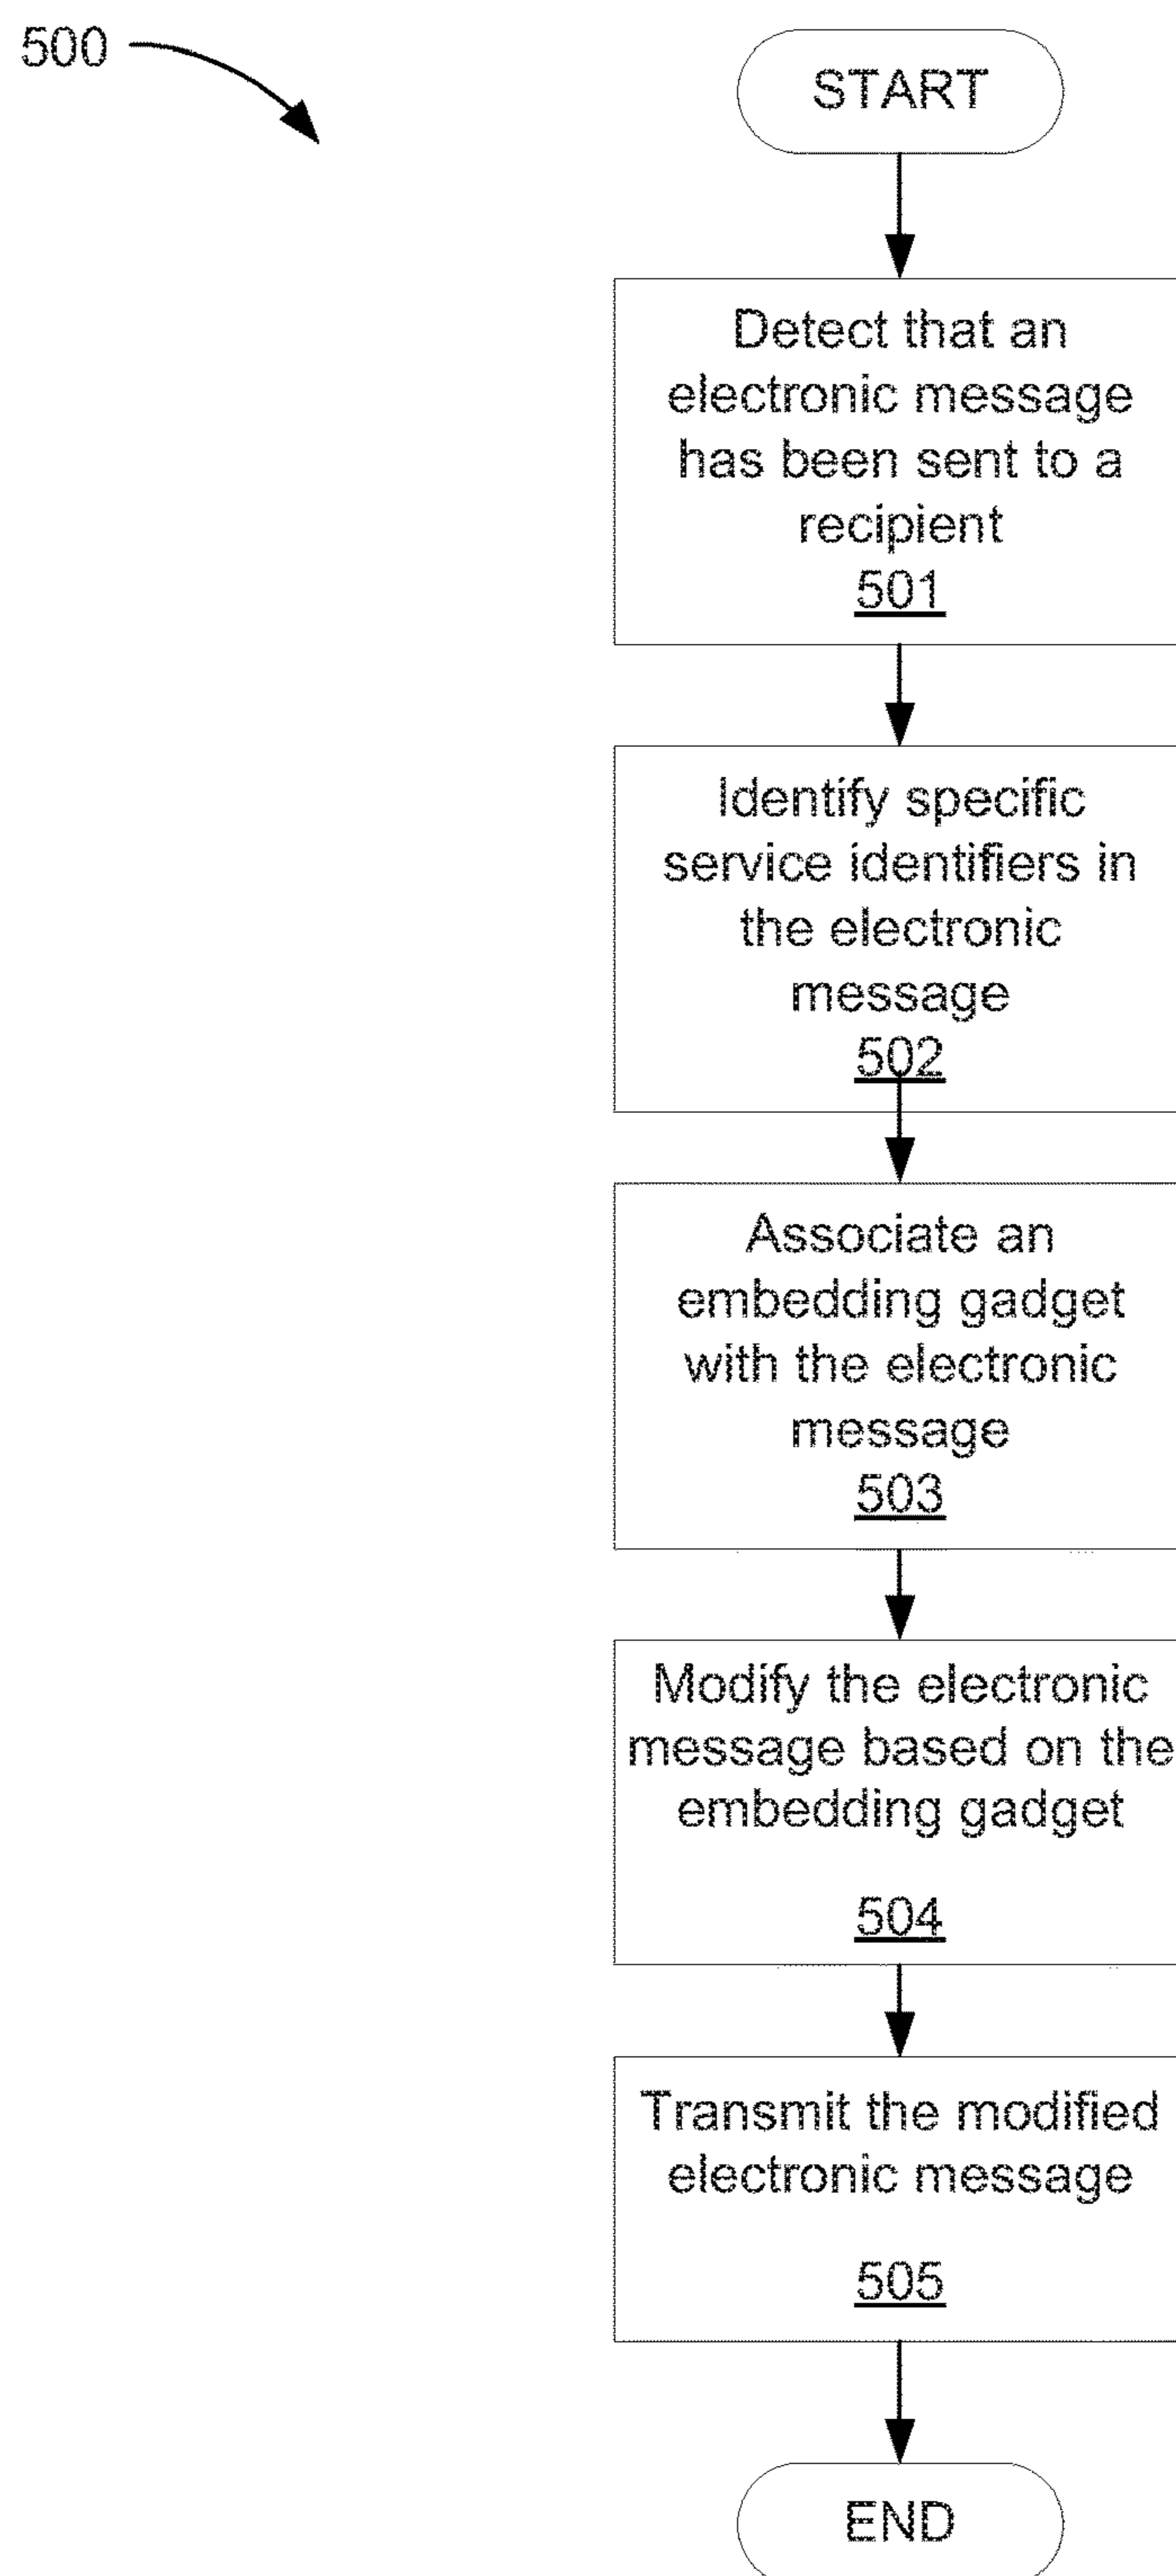 500
START
Detect that an
electronic message
has been sent to a
recipient
501
Identify specific
service identifiers in
the electronic
message
502
Associate an
embedding gadget
with the electronic
message
503
Modify the electronic
message based on the
embedding gadget
504
Transmit the modified
electronic message
505
END